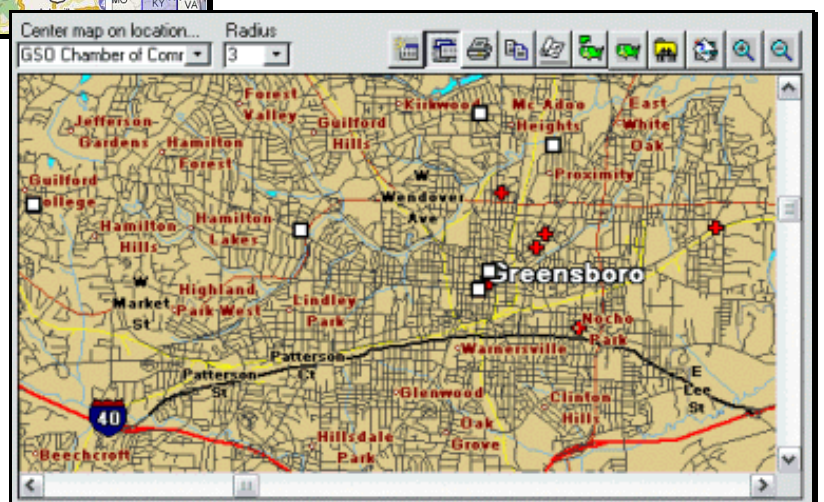 MO
KY
VA
Center map on location...
Radius
GSO Chamber of Comr
3
Forest
Valley
Kirkwood
Mc Adoo
Heights
East
White
Oak
Jefferson
Gardens
Guilford
Hills
Hamilton
Forest
Proximity
Guilford
College
W
Wendover
Ave
Hamilton
Hills
Hamilton
Lakes
Greensboro
W
Market
St
Highland
Park West
Lindley
Park
Nocho
Park
Warnersville
Patterson
Ct
Patterson
St
E
Lee
St
Glenwood
Clinton
Hills
40
Oak
Grove
Hillsdale
Park
Beechcroft